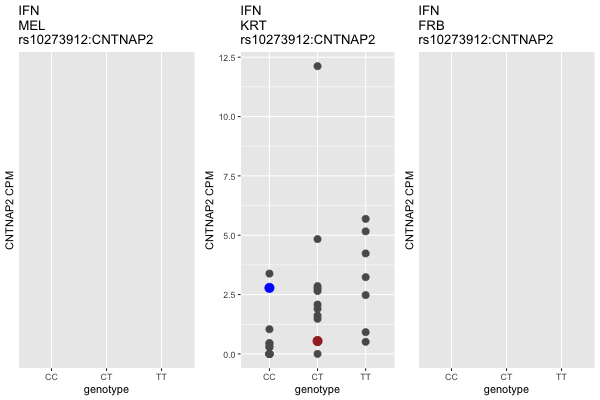 IFN
MEL
rs10273912:CNTNAP2
CNTNAP2 CPM
CC CT TT
genotype
IFN
KRT
rs10273912:CNTNAP2
CNTNAP2 CPM
12.5
10.0
7.5
5.0
2.5
0.0
CC CT TT
genotype
IFN
FRB
rs10273912:CNTNAP2
CNTNAP2 CPM
CC CT TT
genotype